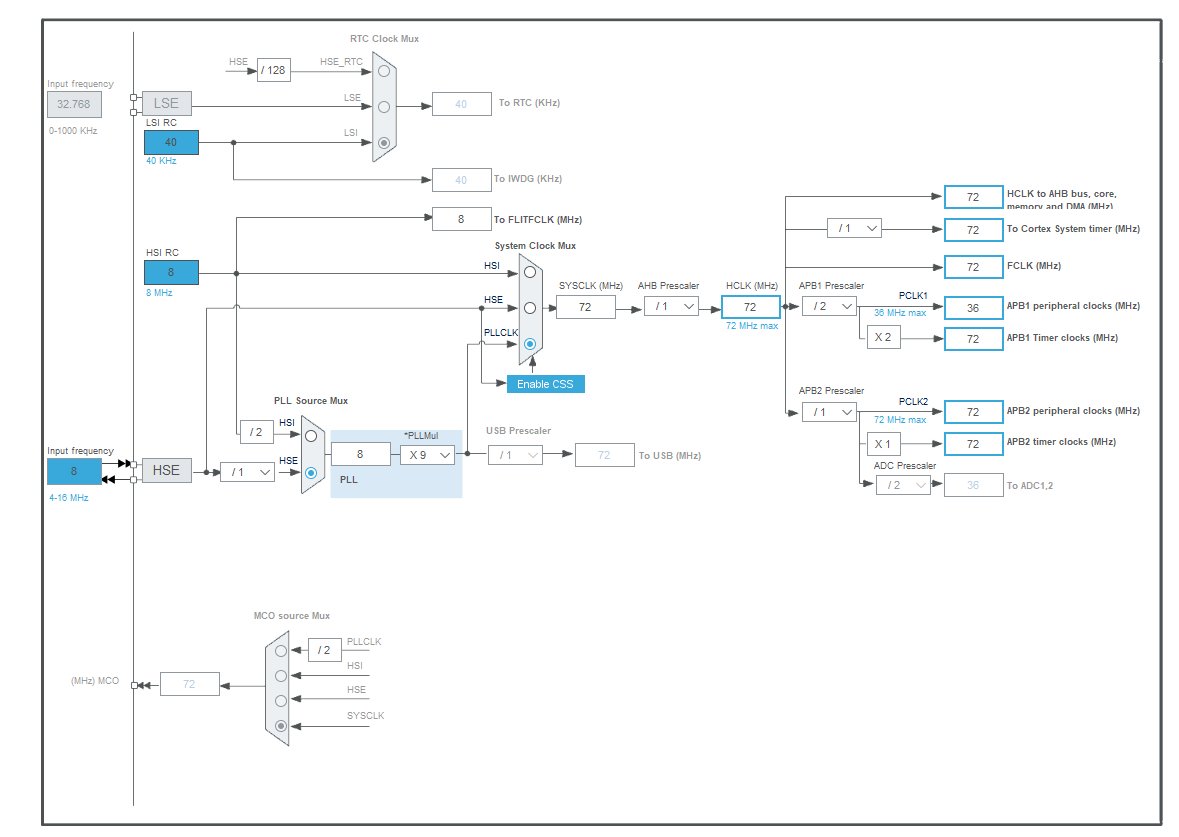 RTC Clock Mux
HSE
/ 128
HSE_RTC
Input frequency
32.768
0-1000 KHz
LSE
LSE
40
To RTC (KHz)
LSI RC
40
40 KHz
LSI
40
To IWDG (KHz)
8
To FLITFCLK (MHz)
HSI RC
8
8 MHz
System Clock Mux
HSI
HSE
PLLCLK
SYSCLK (MHz)
72
AHB Prescaler
/ 1
HCLK (MHz)
72
72 MHz max
72
HCLK to AHB bus, core,
memory and DMA (MHz)
/ 1
72
To Cortex System timer (MHz)
72
FCLK (MHz)
APB1 Prescaler
/ 2
PCLK1
36 MHz max
36
APB1 peripheral clocks (MHz)
X 2
72
APB1 Timer clocks (MHz)
Enable CSS
APB2 Prescaler
/ 1
PCLK2
72 MHz max
72
APB2 peripheral clocks (MHz)
X 1
72
APB2 timer clocks (MHz)
ADC Prescaler
/ 2
36
To ADC1,2
PLL Source Mux
/ 2
HSI
Input frequency
8
4-16 MHz
HSE
/ 1
HSE
8
*PLLMul
X 9
PLL
USB Prescaler
/ 1
72
To USB (MHz)
MCO source Mux
/ 2
PLLCLK
HSI
HSE
SYSCLK
(MHz) MCO
72